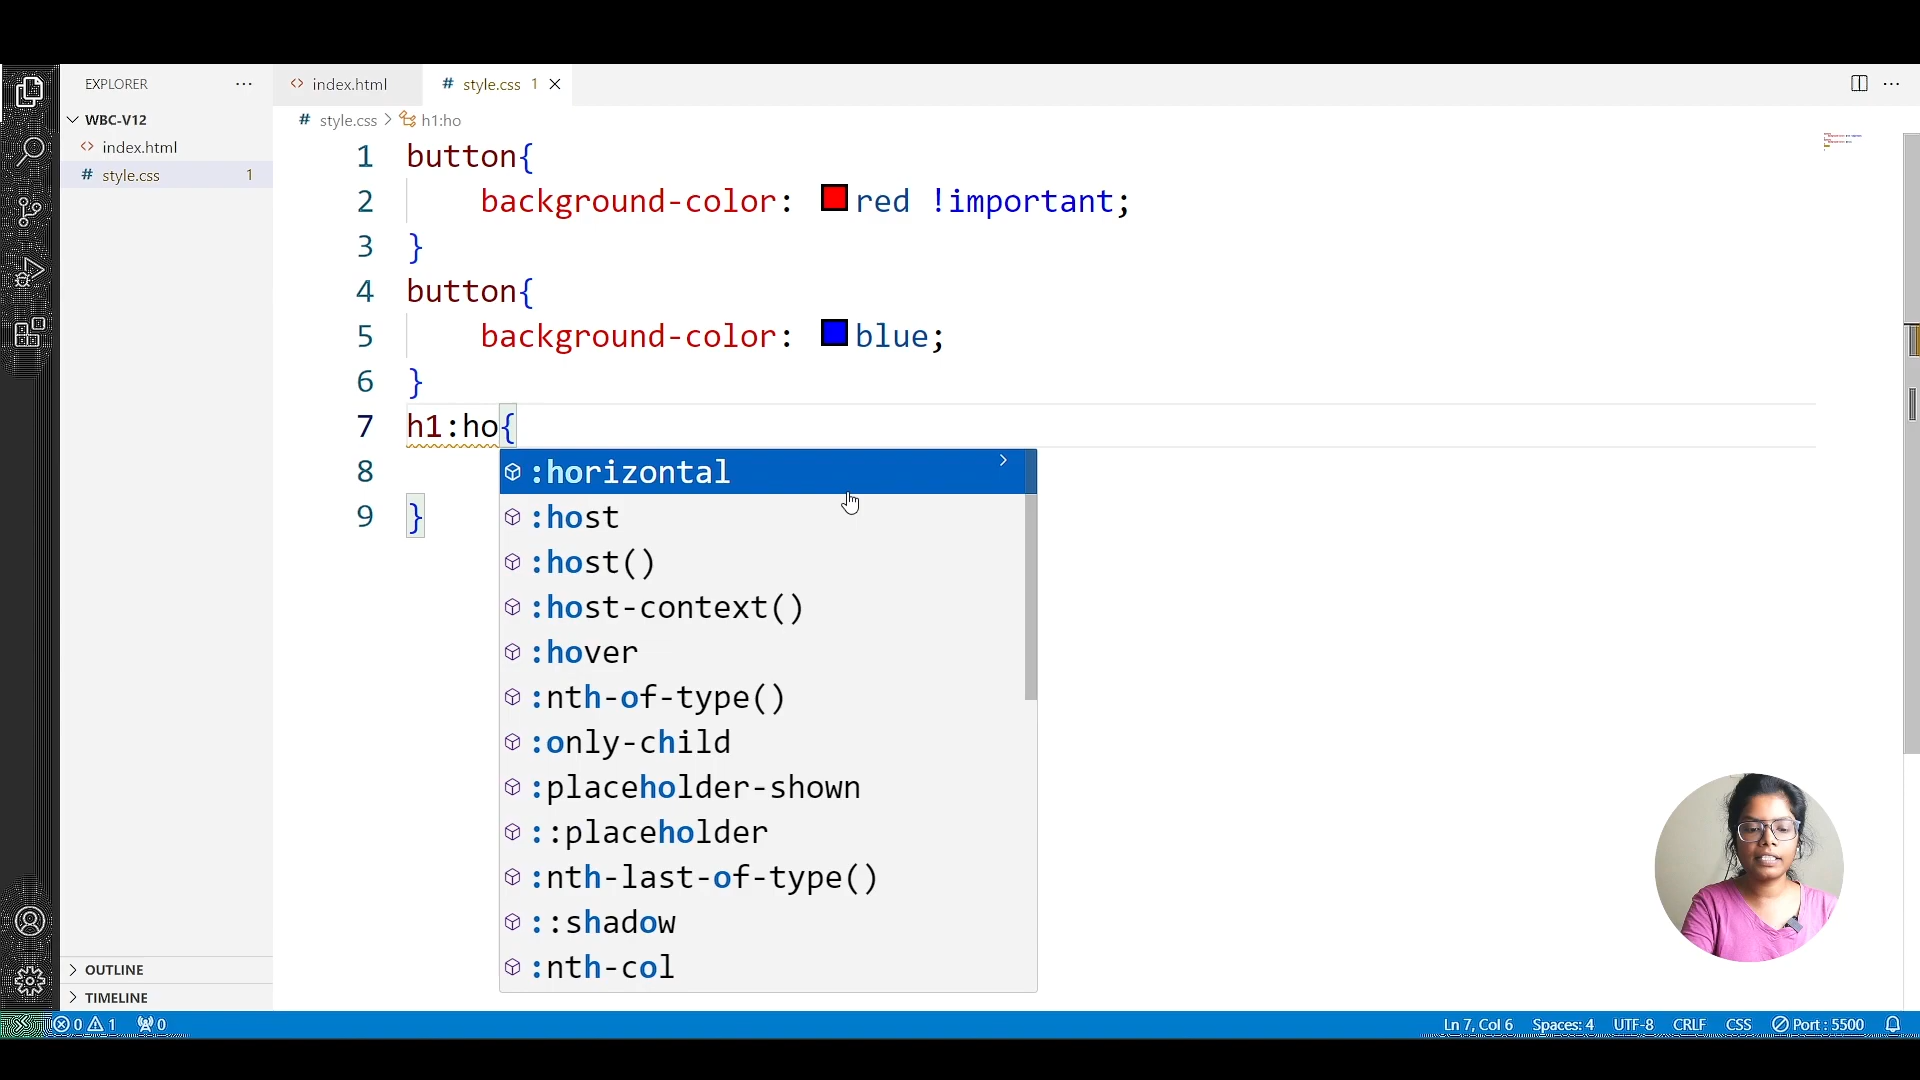 EXPLORER
WBC-V12
index.html
style.css 1
OUTLINE
TIMELINE
index.html
style.css 1
style.css > h1:ho
1 button{
2 background-color: red !important;
3 }
4 button{
5 background-color: blue;
6 }
7 h1:ho{
8
9 }
:horizontal
:host
:host()
:host-context()
:hover
:nth-of-type()
:only-child
:placeholder-shown
::placeholder
:nth-last-of-type()
::shadow
:nth-col
0 1 0 Ln 7, Col 6 Spaces: 4 UTF-8 CRLF CSS Port : 5500